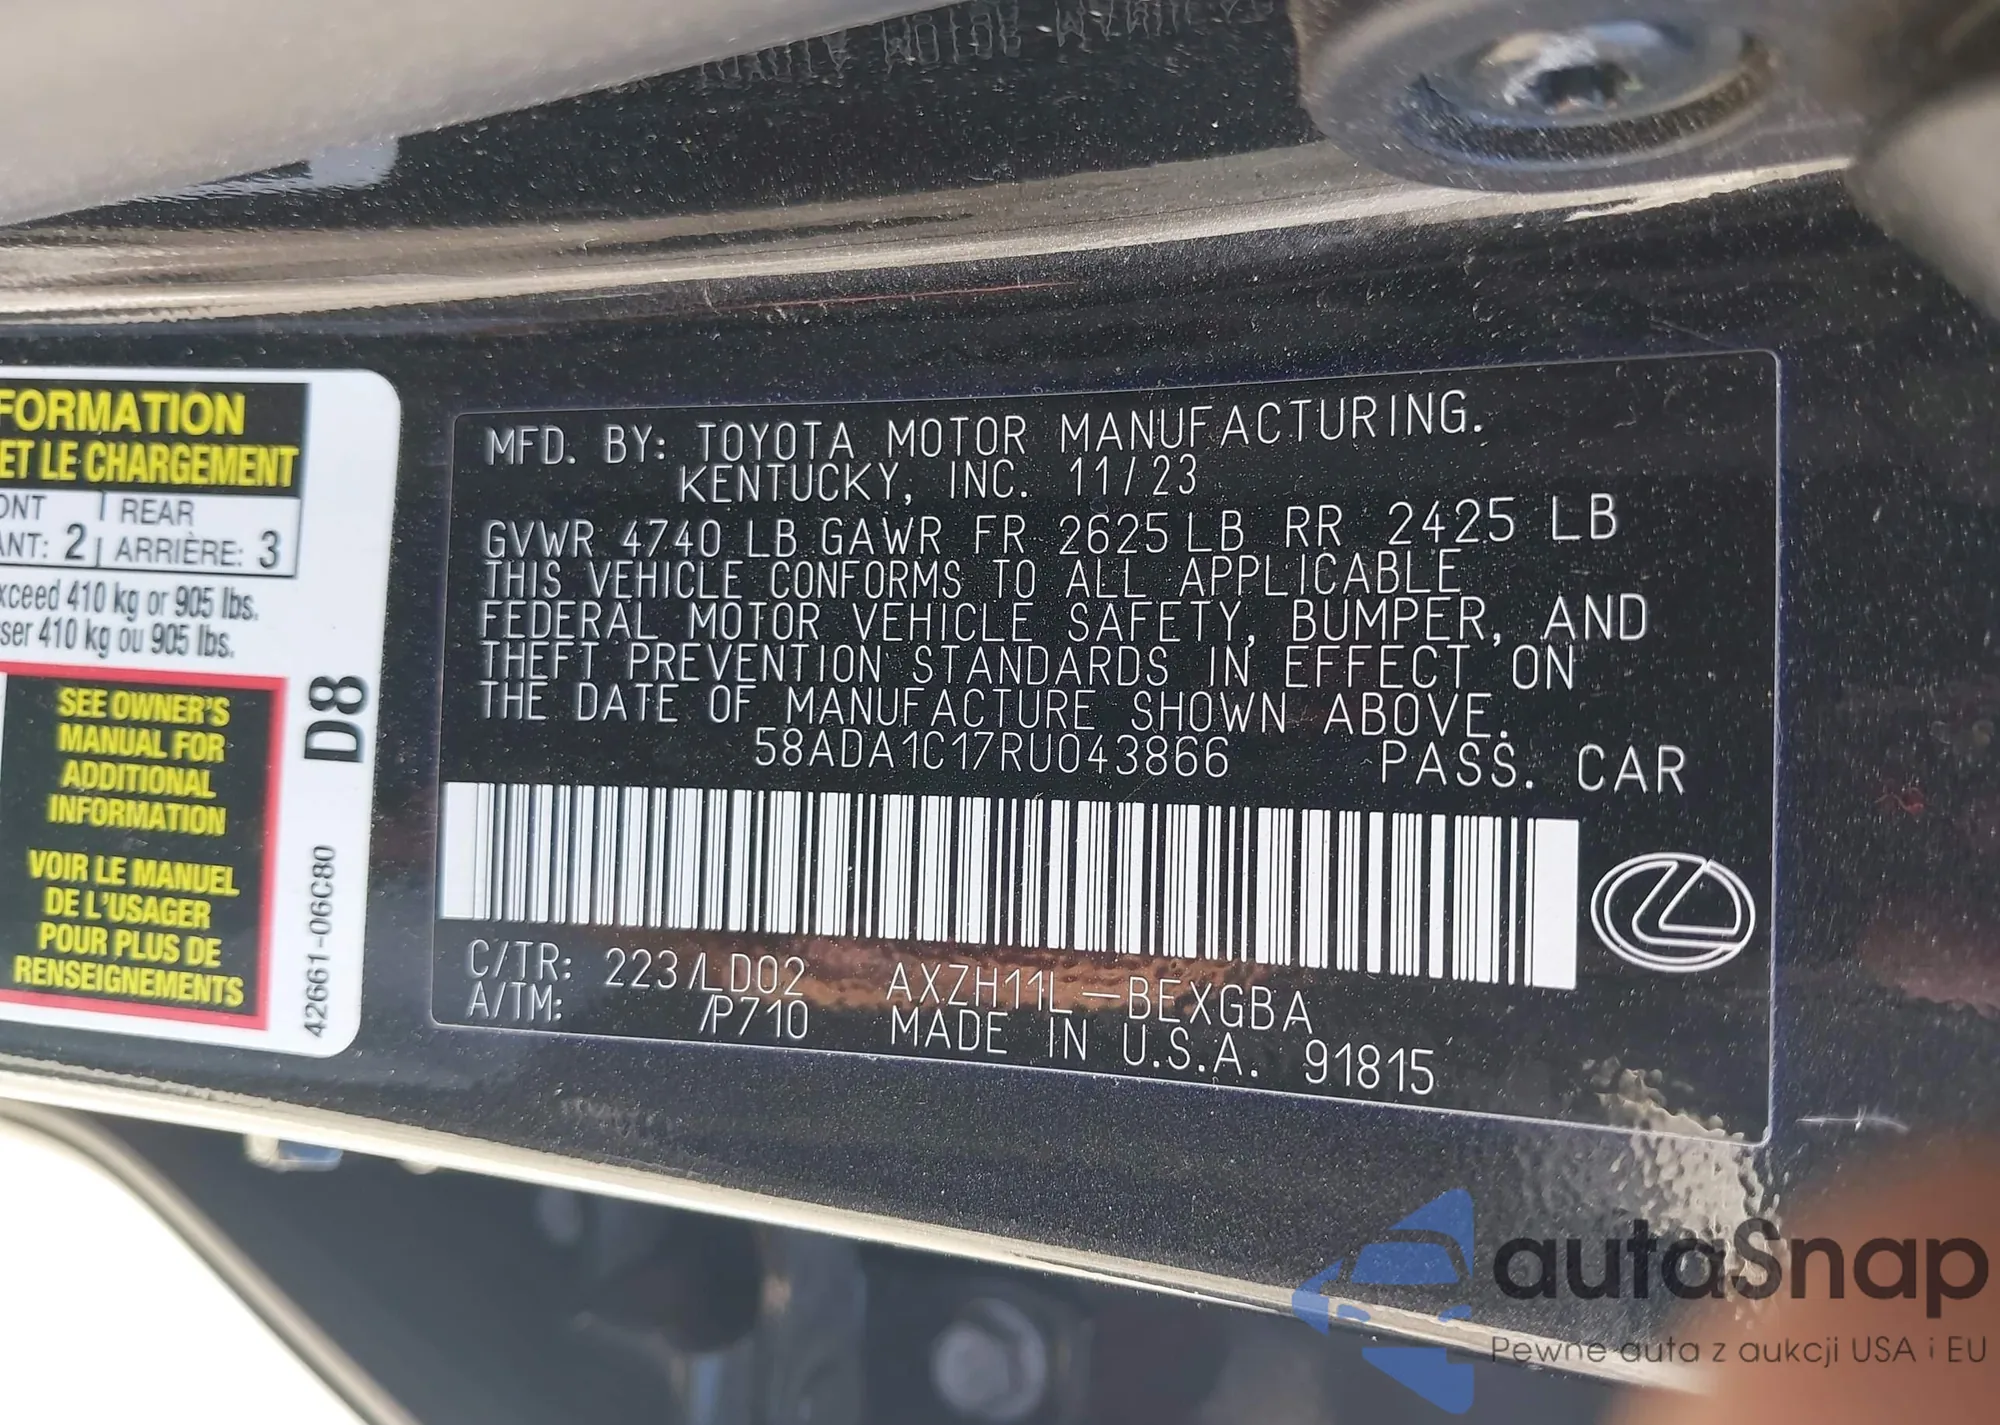 FORMATION
ET LE CHARGEMENT
REAR
2 ARRIÈRE: 3
410 kg or 905 lbs.
410 kg ou 905 lbs.
SEE OWNER'S
MANUAL FOR
ADDITIONAL
INFORMATION
VOIR LE MANUEL
DE L'USAGER
POUR PLUS DE
RENSEIGNEMENTS
D8
42661-06C80
MFD. BY: TOYOTA MOTOR MANUFACTURING.
KENTUCKY, INC. 11/23
GVWR 4740 LB GAWR FR 2625 LB RR 2425 LB
THIS VEHICLE CONFORMS TO ALL APPLICABLE
FEDERAL MOTOR VEHICLE SAFETY, BUMPER, AND
THEFT PREVENTION STANDARDS IN EFFECT ON
THE DATE OF MANUFACTURE SHOWN ABOVE.
58ADA1C17RU043866 PASS. CAR
C/TR: 223/LD02 AXZH11L-BEXGBA
A/TM: /P710 MADE IN U.S.A. 91815
autaSnap
Pewne auta z aukcji USA i EU